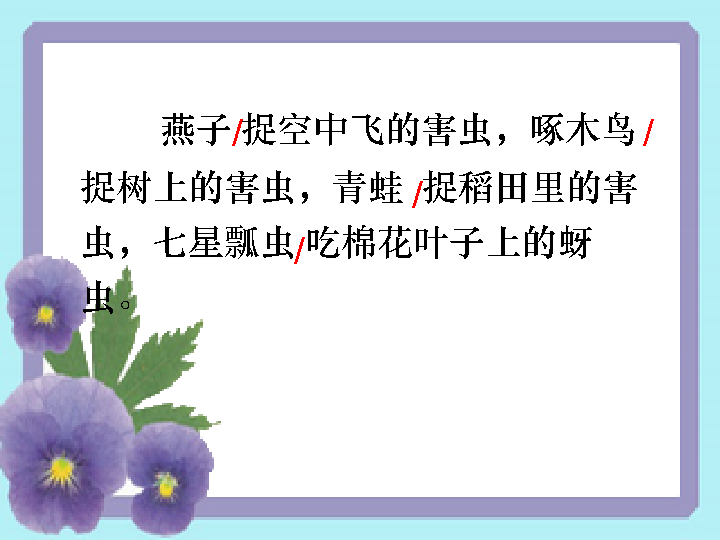 燕子/捉空中飞的害虫，啄木鸟/
捉树上的害虫，青蛙/捉稻田里的害
虫，七星瓢虫/吃棉花叶子上的蚜
虫。